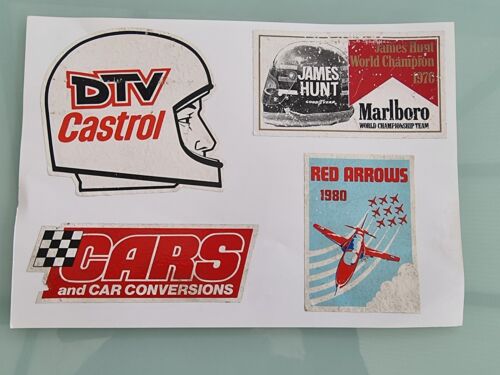 DTV
Castrol
James Hunt
World Champion
1976
JAMES
HUNT
GOODYEAR
Marlboro
WORLD CHAMPIONSHIP TEAM
RED ARROWS
1980
CARS
and CAR CONVERSIONS